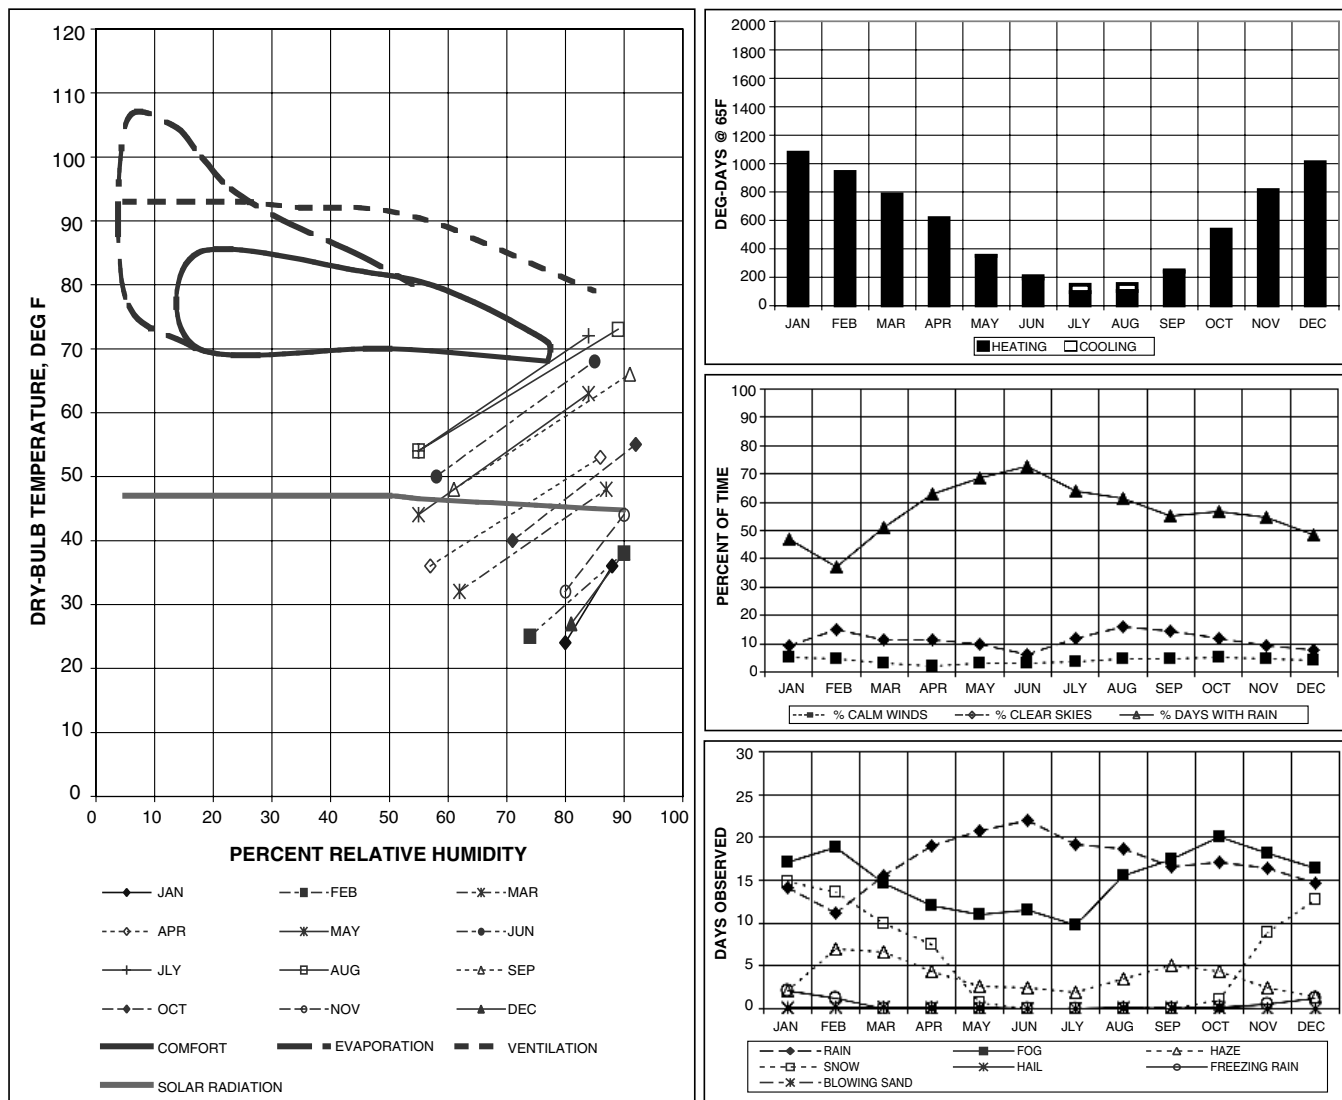 DRY-BULB TEMPERATURE, DEG F
120
110
100
90
80
70
60
50
40
30
20
10
0
0 10 20 30 40 50 60 70 80 90 100
PERCENT RELATIVE HUMIDITY
JAN FEB MAR
APR MAY JUN
JLY AUG SEP
OCT NOV DEC
COMFORT EVAPORATION VENTILATION
SOLAR RADIATION
DEG-DAYS @ 65F
2000
1800
1600
1400
1200
1000
800
600
400
200
0
JAN FEB MAR APR MAY JUN JLY AUG SEP OCT NOV DEC
HEATING COOLING
PERCENT OF TIME
100
90
80
70
60
50
40
30
20
10
0
JAN FEB MAR APR MAY JUN JLY AUG SEP OCT NOV DEC
% CALM WINDS % CLEAR SKIES % DAYS WITH RAIN
DAYS OBSERVED
30
25
20
15
10
5
0
JAN FEB MAR APR MAY JUN JLY AUG SEP OCT NOV DEC
RAIN FOG HAZE
SNOW HAIL FREEZING RAIN
BLOWING SAND